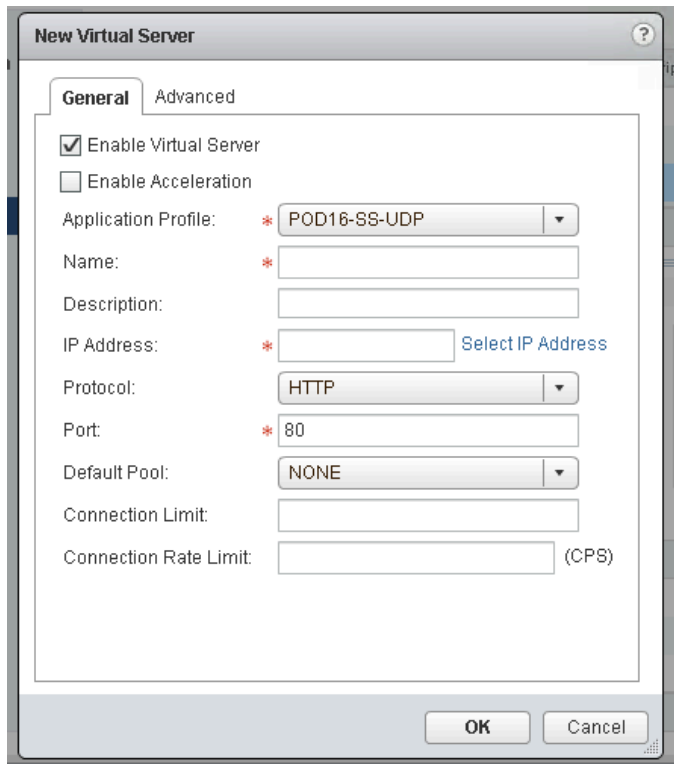 New Virtual Server ?
General Advanced
Enable Virtual Server
Enable Acceleration
Application Profile: * POD16-SS-UDP
Name: *
Description:
IP Address: * Select IP Address
Protocol: HTTP
Port: * 80
Default Pool: NONE
Connection Limit:
Connection Rate Limit: (CPS)
OK Cancel